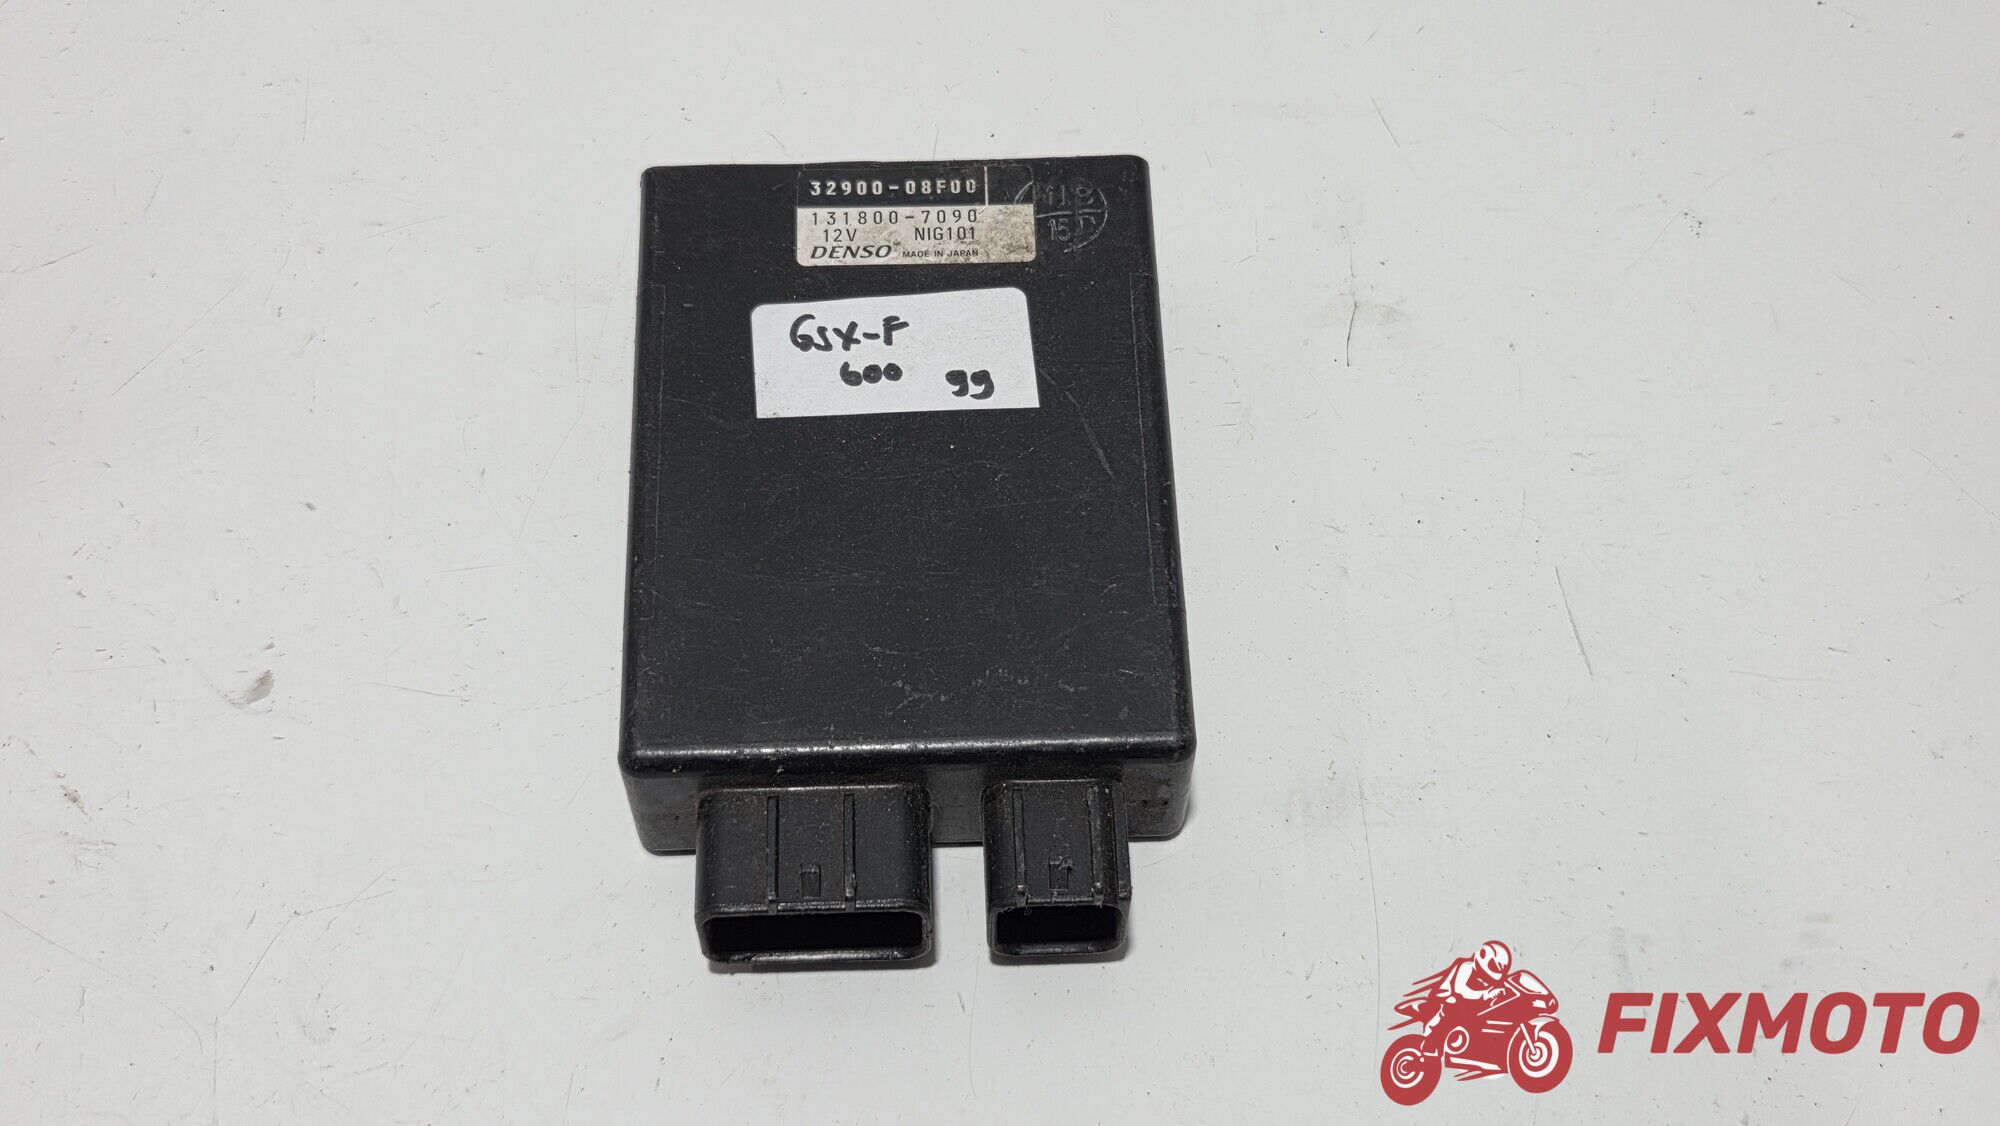 32900-08F00
131800-7090
12V NIG101
DENSO MADE IN JAPAN
GSX-F
600 99
FIXMOTO